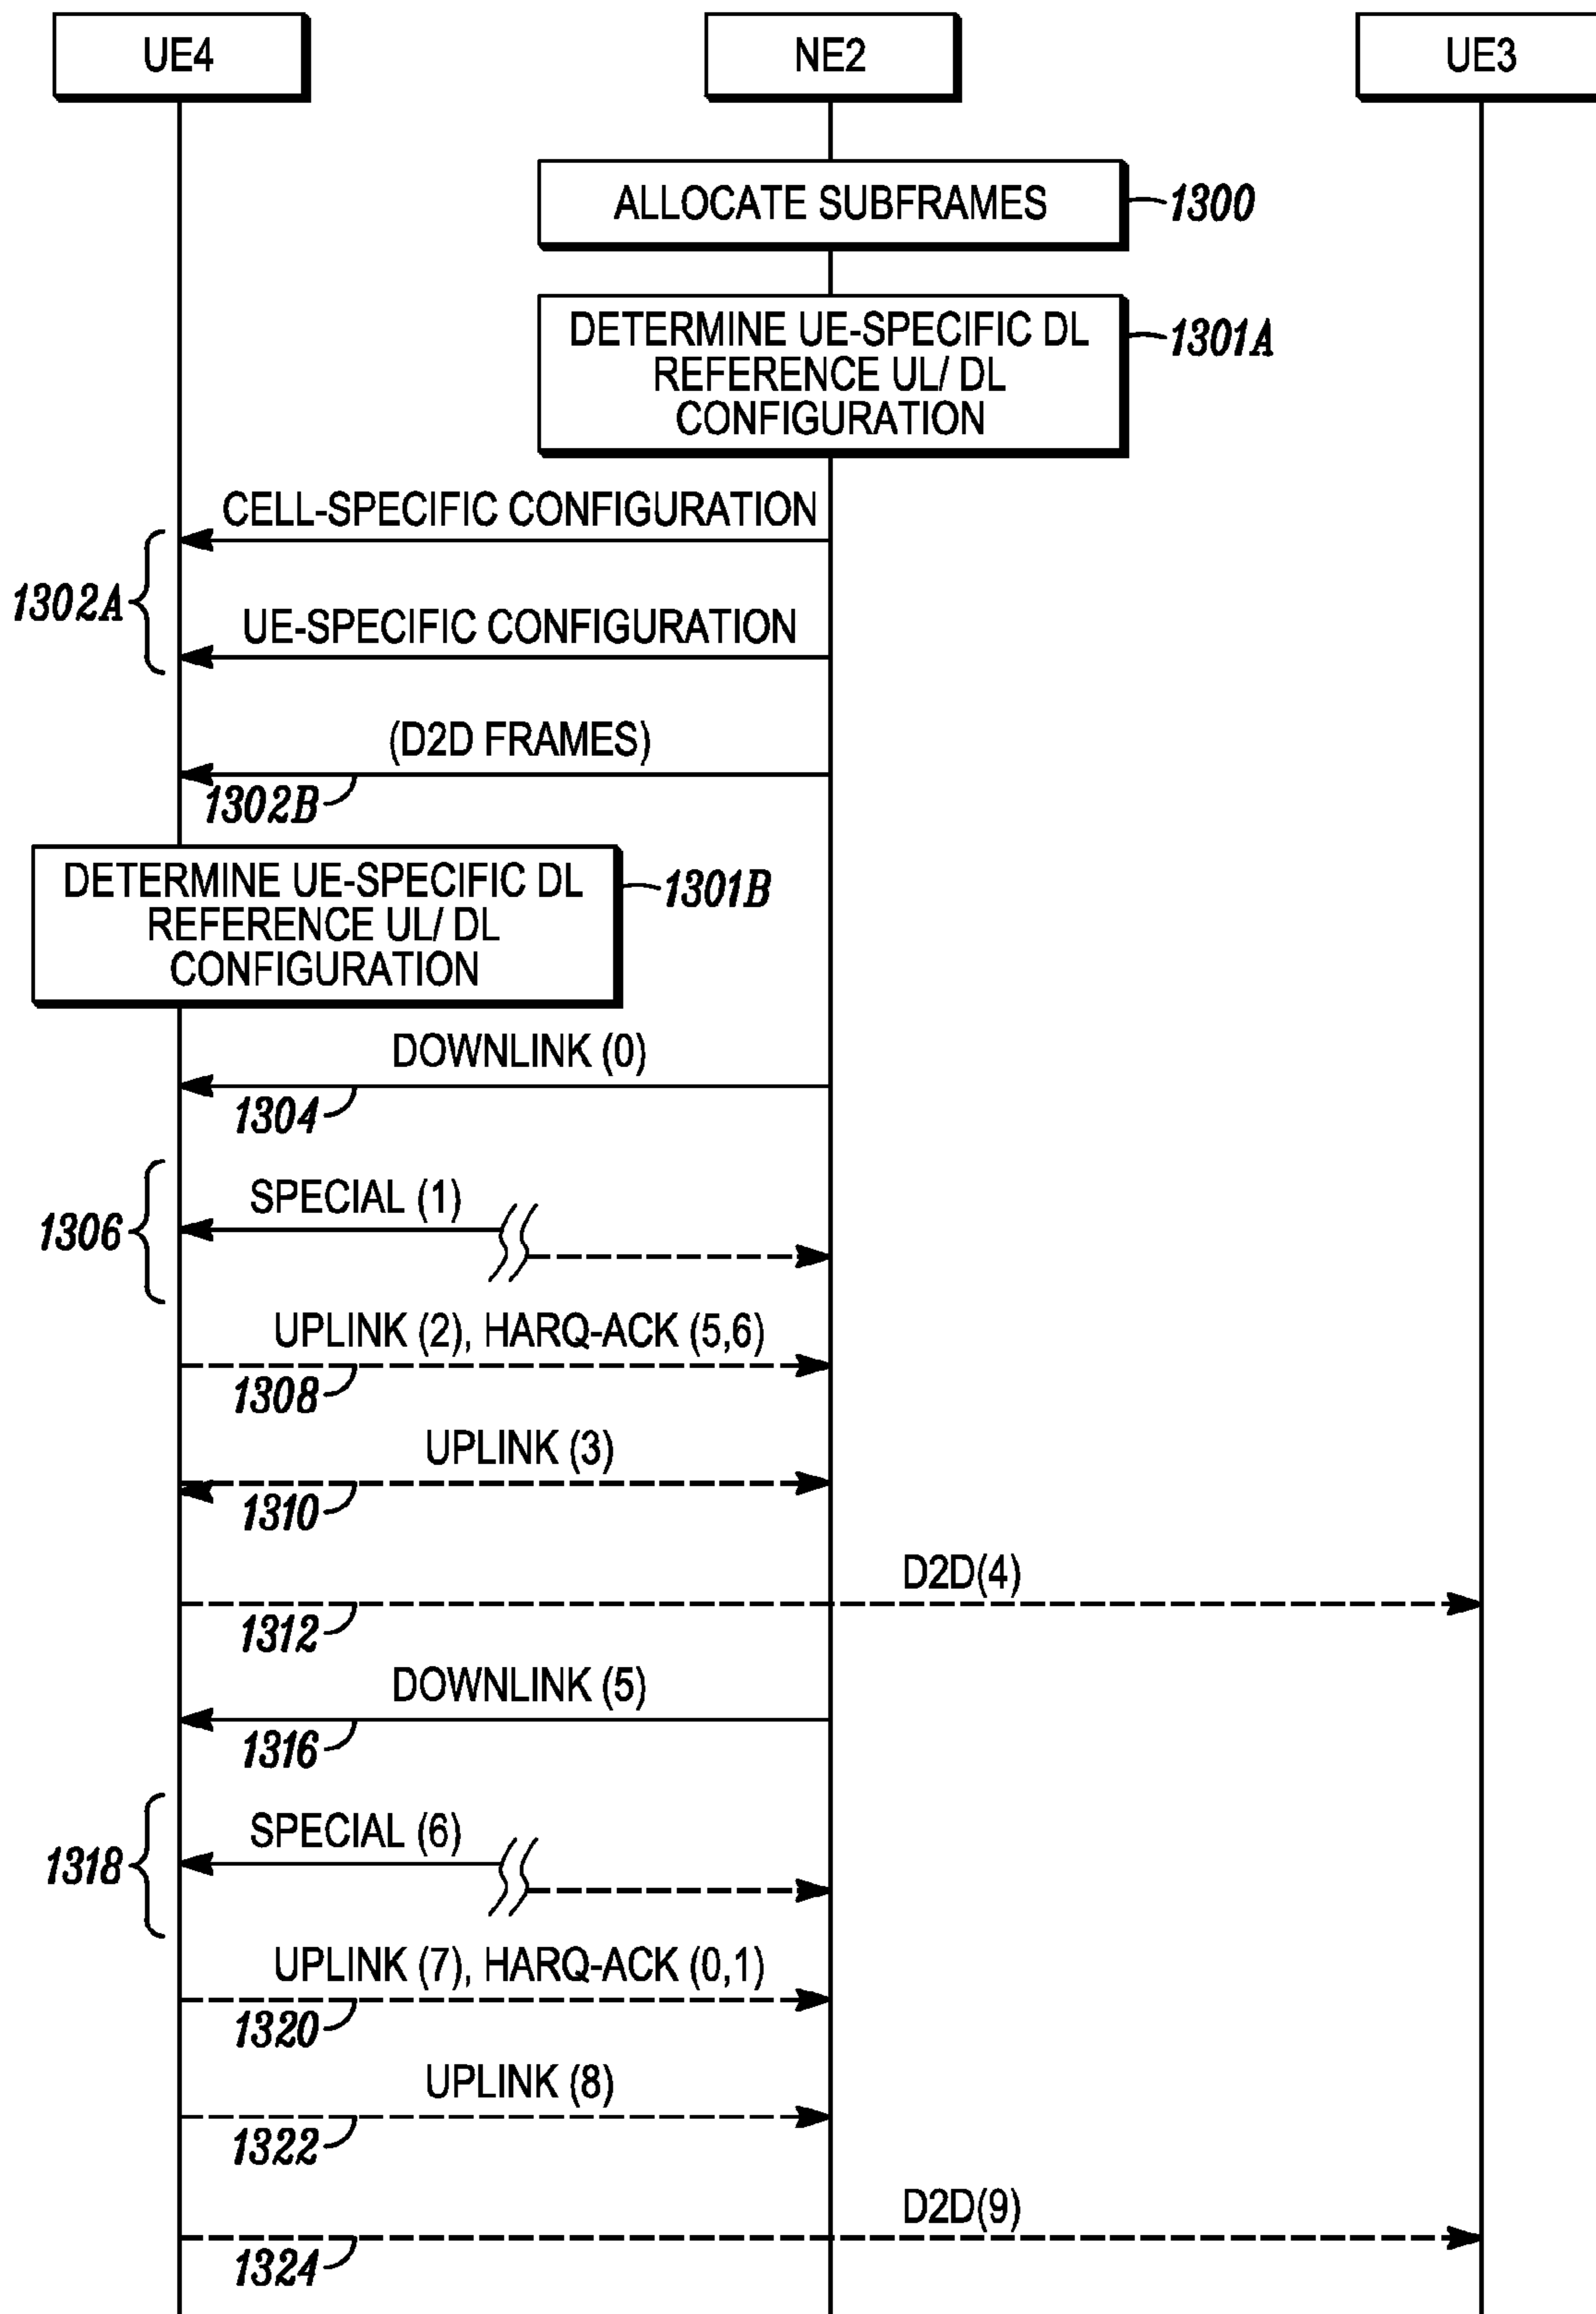 UE4
NE2
UE3
ALLOCATE SUBFRAMES
1300
DETERMINE UE-SPECIFIC DL
REFERENCE UL/ DL
CONFIGURATION
1301A
CELL-SPECIFIC CONFIGURATION
1302A
UE-SPECIFIC CONFIGURATION
(D2D FRAMES)
1302B
DETERMINE UE-SPECIFIC DL
REFERENCE UL/ DL
CONFIGURATION
1301B
DOWNLINK (0)
1304
SPECIAL (1)
1306
UPLINK (2), HARQ-ACK (5,6)
1308
UPLINK (3)
1310
D2D(4)
1312
DOWNLINK (5)
1316
SPECIAL (6)
1318
UPLINK (7), HARQ-ACK (0,1)
1320
UPLINK (8)
1322
D2D(9)
1324